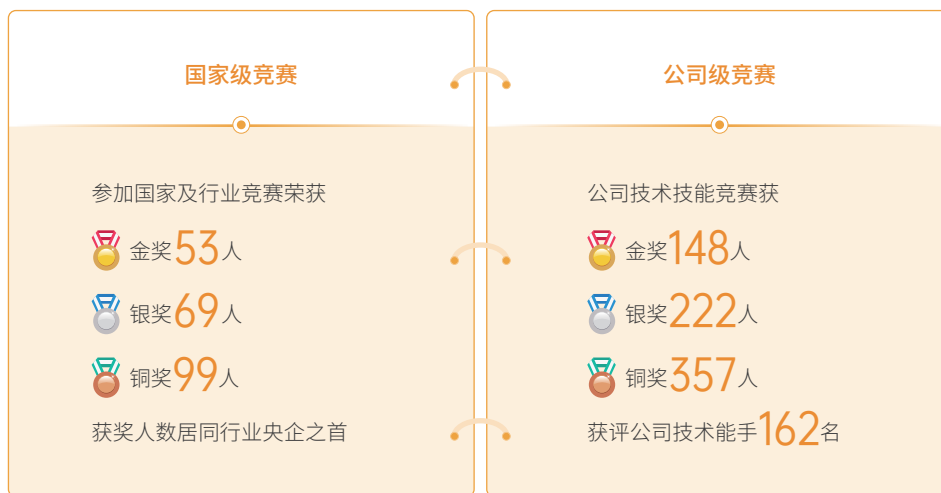 国家级竞赛
参加国家及行业竞赛荣获
金奖53人
银奖69人
铜奖99人
获奖人数居同行业央企之首
公司级竞赛
公司技术技能竞赛获
金奖148人
银奖222人
铜奖357人
获评公司技术能手162名